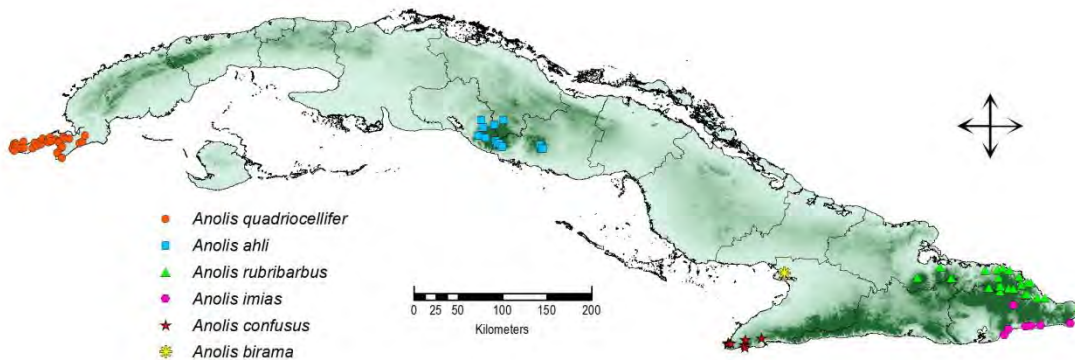 Anolis quadriocellifer
Anolis ahli
Anolis rubribarbus
Anolis imias
Anolis confusus
Anolis birama
0 25 50 100 150 200
Kilometers